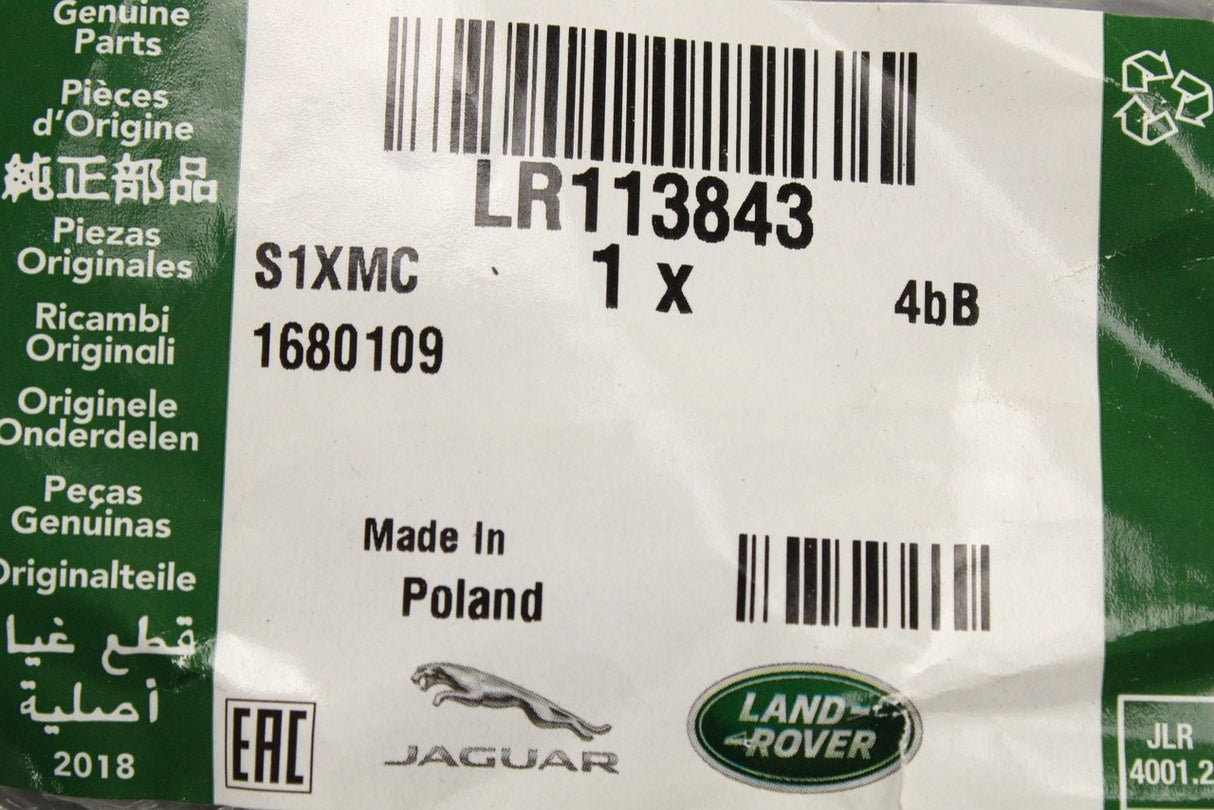 Genuine
Parts
Pièces
d'Origine
純正部品
Piezas
Originales
Ricambi
Originali
Originele
Onderdelen
Peças
Genuinas
Originalteile
قطع غيا
أصلية
2018
LR113843
S1XMC
1 x
4bB
1680109
Made In
Poland
EAC
JAGUAR
LAND-
-ROVER
JLR
4001.2